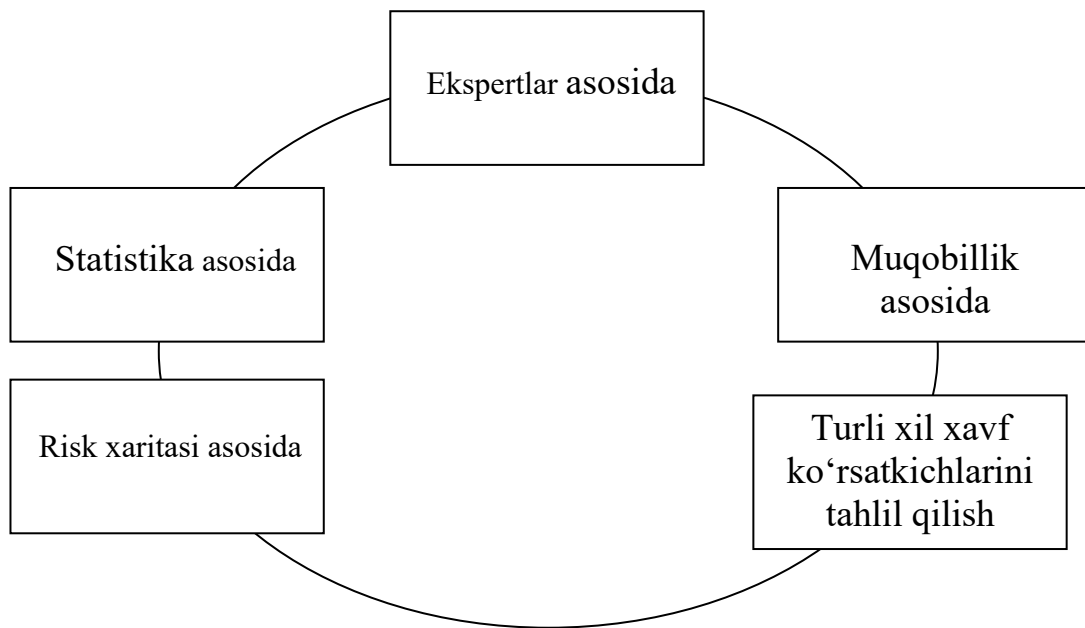 Ekspertlar asosida
Statistika asosida
Muqobillik
asosida
Risk xaritasi asosida
Turli xil xavf
ko‘rsatkichlarini
tahlil qilish